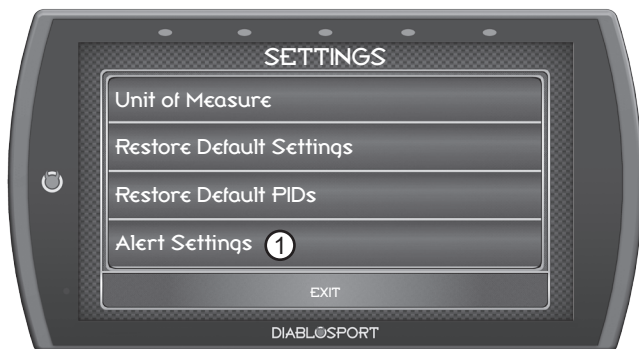 SETTINGS
Unit of Measure
Restore Default Settings
Restore Default PIDs
Alert Settings 1
EXIT
DIABLOSPORT